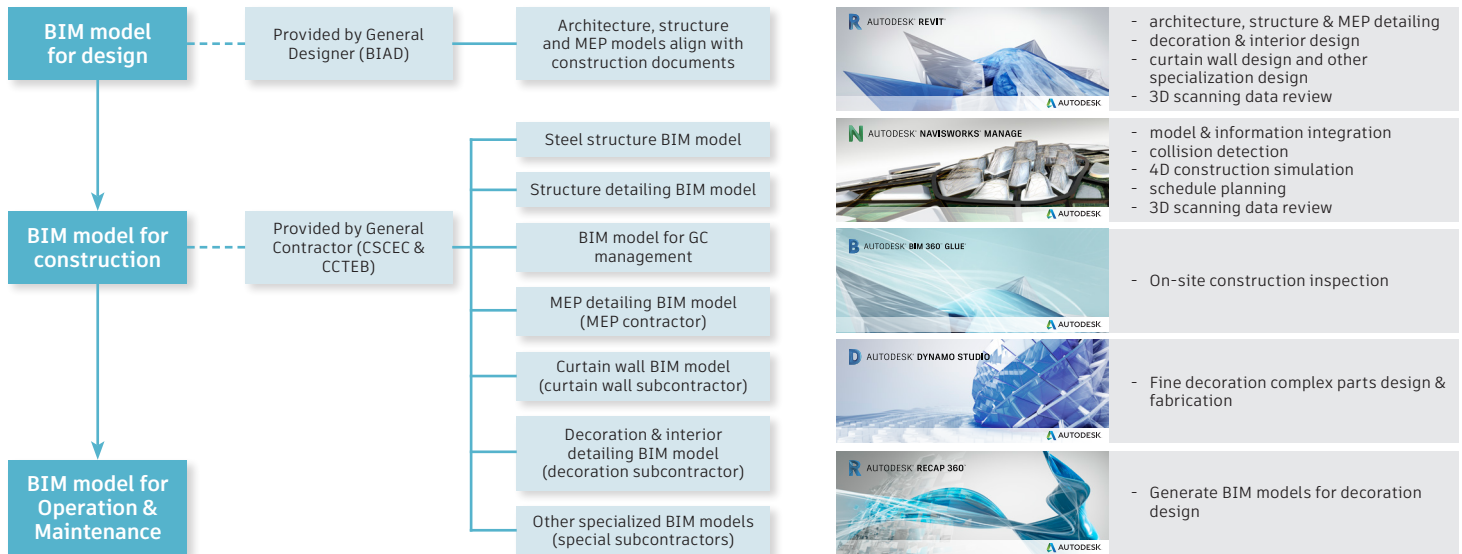 BIM model
for design
Provided by General
Designer (BIAD)
Architecture, structure
and MEP models align with
construction documents
Steel structure BIM model
Structure detailing BIM model
BIM model for
construction
Provided by General
Contractor (CSCEC &
CCTEB)
BIM model for GC
management
MEP detailing BIM model
(MEP contractor)
Curtain wall BIM model
(curtain wall subcontractor)
Decoration & interior
detailing BIM model
(decoration subcontractor)
BIM model for
Operation &
Maintenance
Other specialized BIM models
(special subcontractors)
R AUTODESK® REVIT®
AUTODESK
- architecture, structure & MEP detailing
- decoration & interior design
- curtain wall design and other
specialization design
- 3D scanning data review
N AUTODESK® NAVISWORKS® MANAGE
AUTODESK
- model & information integration
- collision detection
- 4D construction simulation
- schedule planning
- 3D scanning data review
B AUTODESK® BIM 360® GLUE®
AUTODESK
- On-site construction inspection
D AUTODESK® DYNAMO STUDIO
AUTODESK
- Fine decoration complex parts design &
fabrication
R AUTODESK® RECAP 360™
AUTODESK
- Generate BIM models for decoration
design